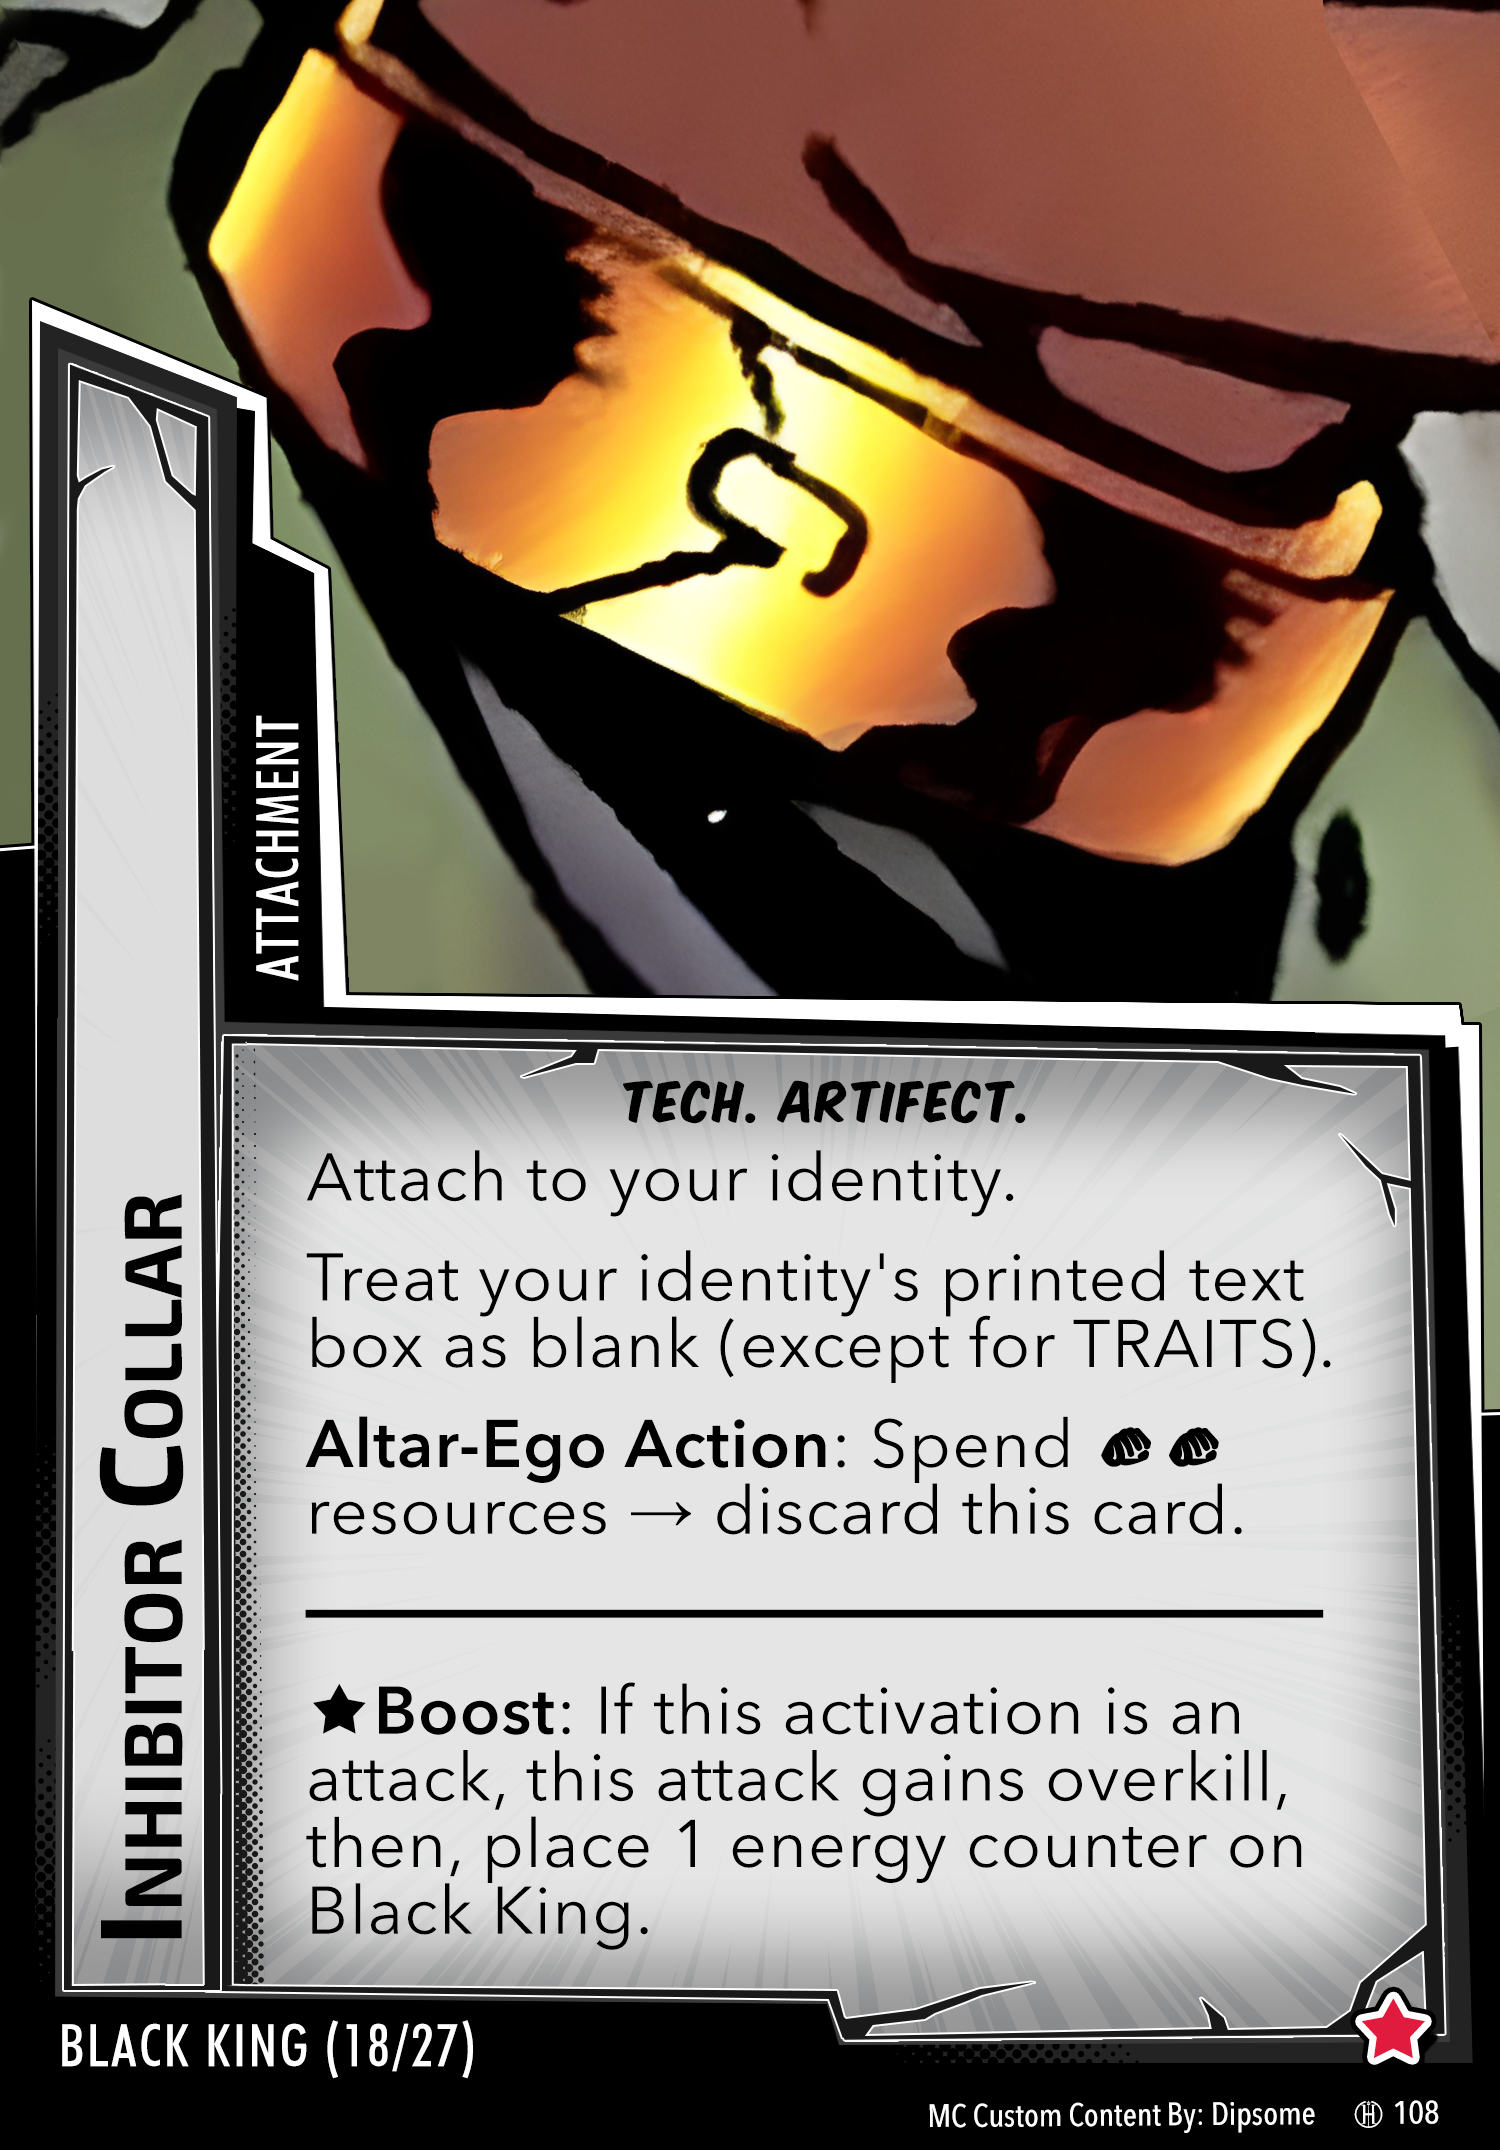 INHIBITOR COLLAR
ATTACHMENT
TECH. ARTIFECT.
Attach to your identity.
Treat your identity's printed text
box as blank (except for TRAITS).
Altar-Ego Action: Spend
resources → discard this card.
★Boost: If this activation is an
attack, this attack gains overkill,
then, place 1 energy counter on
Black King.
BLACK KING (18/27)
MC Custom Content By: Dipsome 108